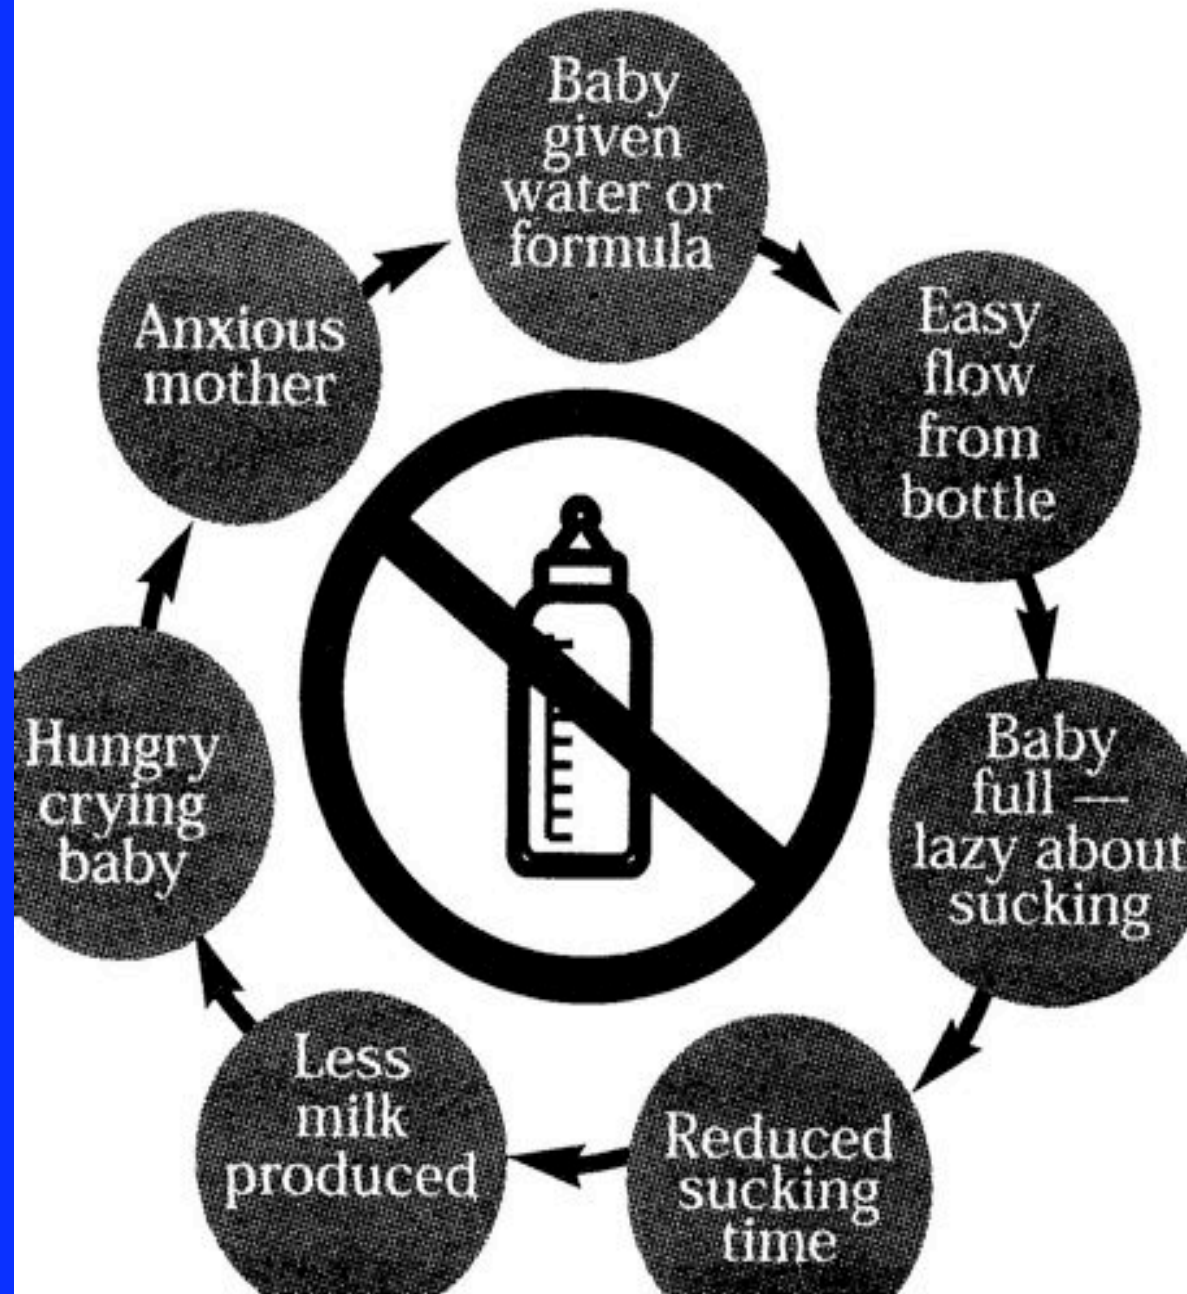 Baby
given
water or
formula
Easy
flow
from
bottle
Baby
full —
lazy about
sucking
Reduced
sucking
time
Less
milk
produced
Hungry
crying
baby
Anxious
mother